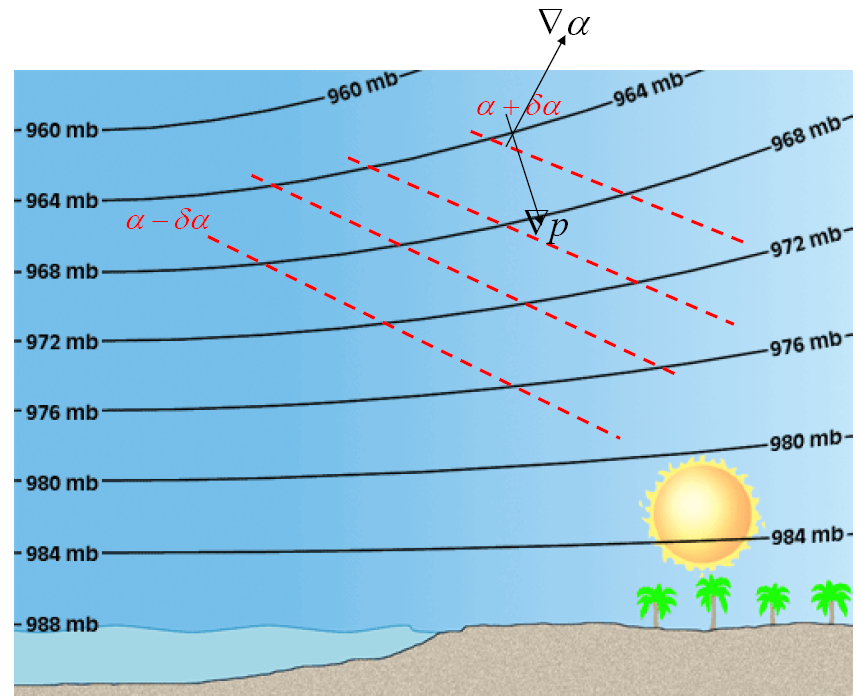 ∇α
960 mb
964 mb
α + δα
960 mb
968 mb
964 mb
α – δα
∇p
972 mb
968 mb
972 mb
976 mb
976 mb
980 mb
980 mb
984 mb
984 mb
988 mb